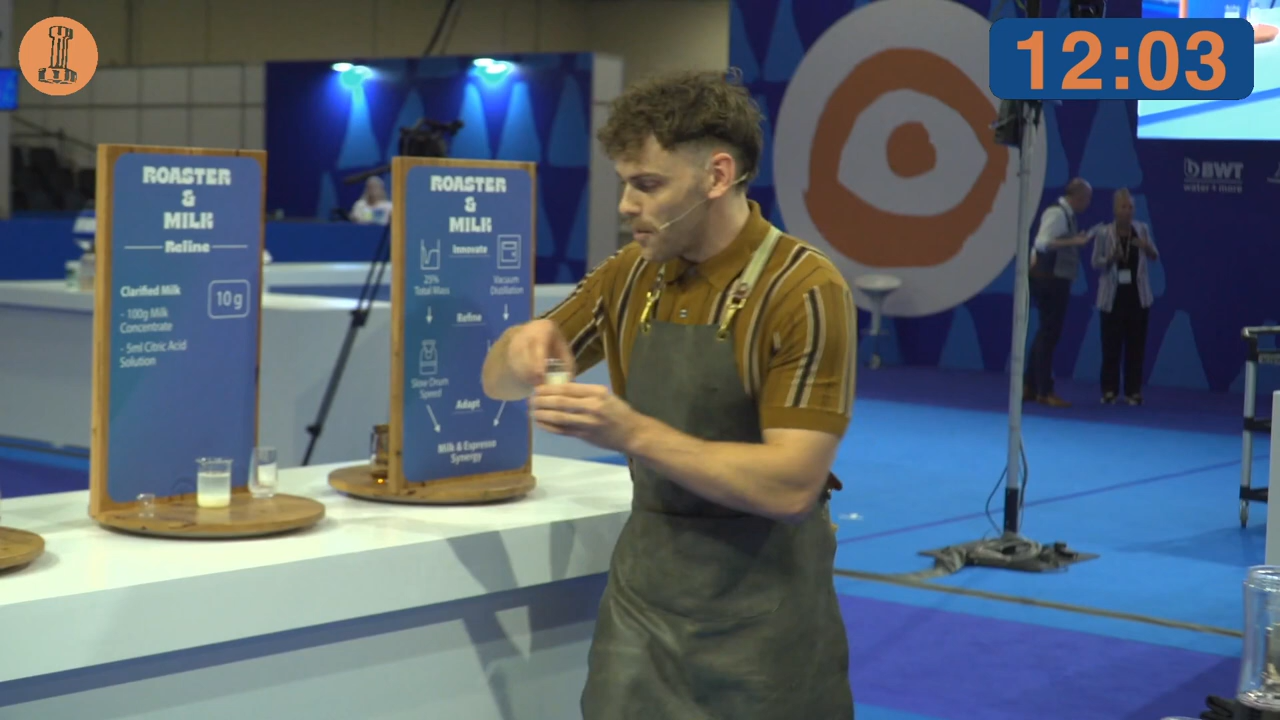 12:03
BWT
water + more
ROASTER
&
MILK
Refine
Clarified Milk
10 g
- 100g Milk
Concentrate
- 5ml Citric Acid
Solution
ROASTER
&
MILK
Innovate
25%
Total Mass
Vacuum
Distillation
Refine
Slow Drum
Speed
Adapt
Milk & Espresso
Synergy